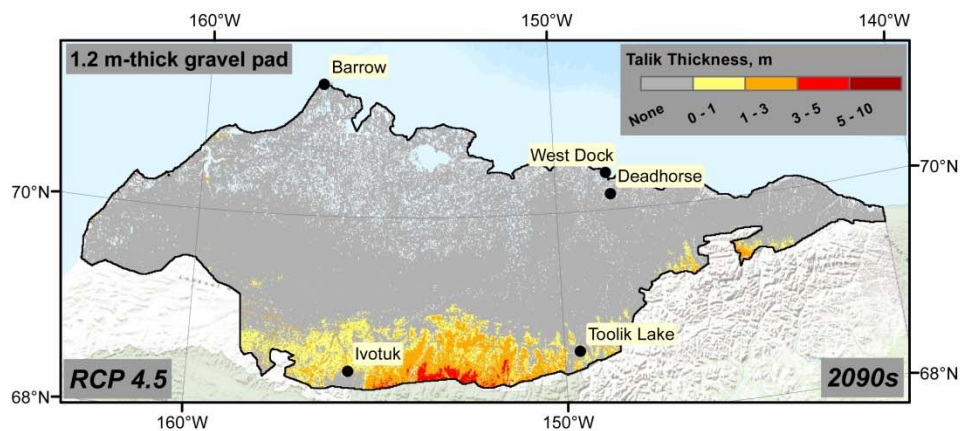 160°W
150°W
140°W
1.2 m-thick gravel pad
Barrow
Talik Thickness, m
None
0 - 1
1 - 3
3 - 5
5 - 10
West Dock
Deadhorse
70°N
70°N
Toolik Lake
Ivotuk
RCP 4.5
2090s
68°N
68°N
160°W
150°W